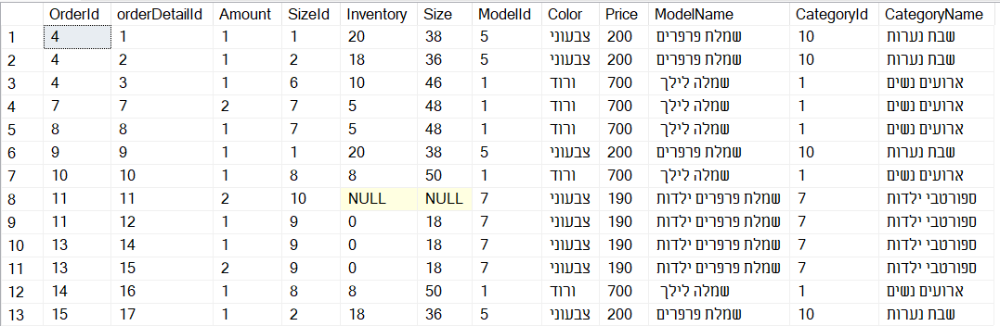 OrderId orderDetailId Amount SizeId Inventory Size ModelId Color Price ModelName CategoryId CategoryName
1 4 1 1 1 20 38 5 צבעוני 200 שמלת פרפרים 10 שבת נערות
2 4 2 1 2 18 36 5 צבעוני 200 שמלת פרפרים 10 שבת נערות
3 4 3 1 6 10 46 1 ורוד 700 שמלה לילך 1 ארועים נשים
4 7 7 2 7 5 48 1 ורוד 700 שמלה לילך 1 ארועים נשים
5 8 8 1 7 5 48 1 ורוד 700 שמלה לילך 1 ארועים נשים
6 9 9 1 1 20 38 5 צבעוני 200 שמלת פרפרים 10 שבת נערות
7 10 10 1 8 8 50 1 ורוד 700 שמלה לילך 1 ארועים נשים
8 11 11 2 10 NULL NULL 7 צבעוני 190 שמלת פרפרים ילדות 7 ספורטבי ילדות
9 11 12 1 9 0 18 7 צבעוני 190 שמלת פרפרים ילדות 7 ספורטבי ילדות
10 13 14 1 9 0 18 7 צבעוני 190 שמלת פרפרים ילדות 7 ספורטבי ילדות
11 13 15 2 9 0 18 7 צבעוני 190 שמלת פרפרים ילדות 7 ספורטבי ילדות
12 14 16 1 8 8 50 1 ורוד 700 שמלה לילך 1 ארועים נשים
13 15 17 1 2 18 36 5 צבעוני 200 שמלת פרפרים 10 שבת נערות